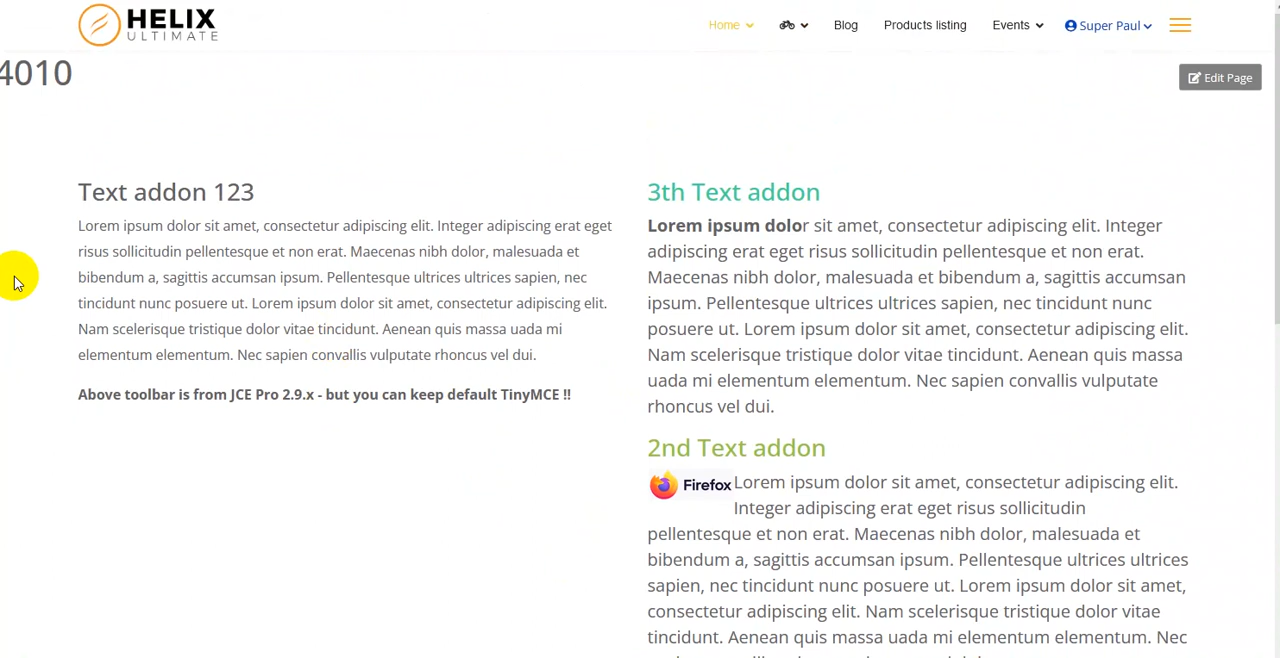 HELIX
ULTIMATE
Home
Blog
Products listing
Events
Super Paul
4010
Edit Page
Text addon 123
Lorem ipsum dolor sit amet, consectetur adipiscing elit. Integer adipiscing erat eget
risus sollicitudin pellentesque et non erat. Maecenas nibh dolor, malesuada et
bibendum a, sagittis accumsan ipsum. Pellentesque ultrices ultrices sapien, nec
tincidunt nunc posuere ut. Lorem ipsum dolor sit amet, consectetur adipiscing elit.
Nam scelerisque tristique dolor vitae tincidunt. Aenean quis massa uada mi
elementum elementum. Nec sapien convallis vulputate rhoncus vel dui.
Above toolbar is from JCE Pro 2.9.x - but you can keep default TinyMCE !!
3th Text addon
Lorem ipsum dolor sit amet, consectetur adipiscing elit. Integer
adipiscing erat eget risus sollicitudin pellentesque et non erat.
Maecenas nibh dolor, malesuada et bibendum a, sagittis accumsan
ipsum. Pellentesque ultrices ultrices sapien, nec tincidunt nunc
posuere ut. Lorem ipsum dolor sit amet, consectetur adipiscing elit.
Nam scelerisque tristique dolor vitae tincidunt. Aenean quis massa
uada mi elementum elementum. Nec sapien convallis vulputate
rhoncus vel dui.
2nd Text addon
Firefox
Lorem ipsum dolor sit amet, consectetur adipiscing elit.
Integer adipiscing erat eget risus sollicitudin
pellentesque et non erat. Maecenas nibh dolor, malesuada et
bibendum a, sagittis accumsan ipsum. Pellentesque ultrices ultrices
sapien, nec tincidunt nunc posuere ut. Lorem ipsum dolor sit amet,
consectetur adipiscing elit. Nam scelerisque tristique dolor vitae
tincidunt. Aenean quis massa uada mi elementum elementum. Nec